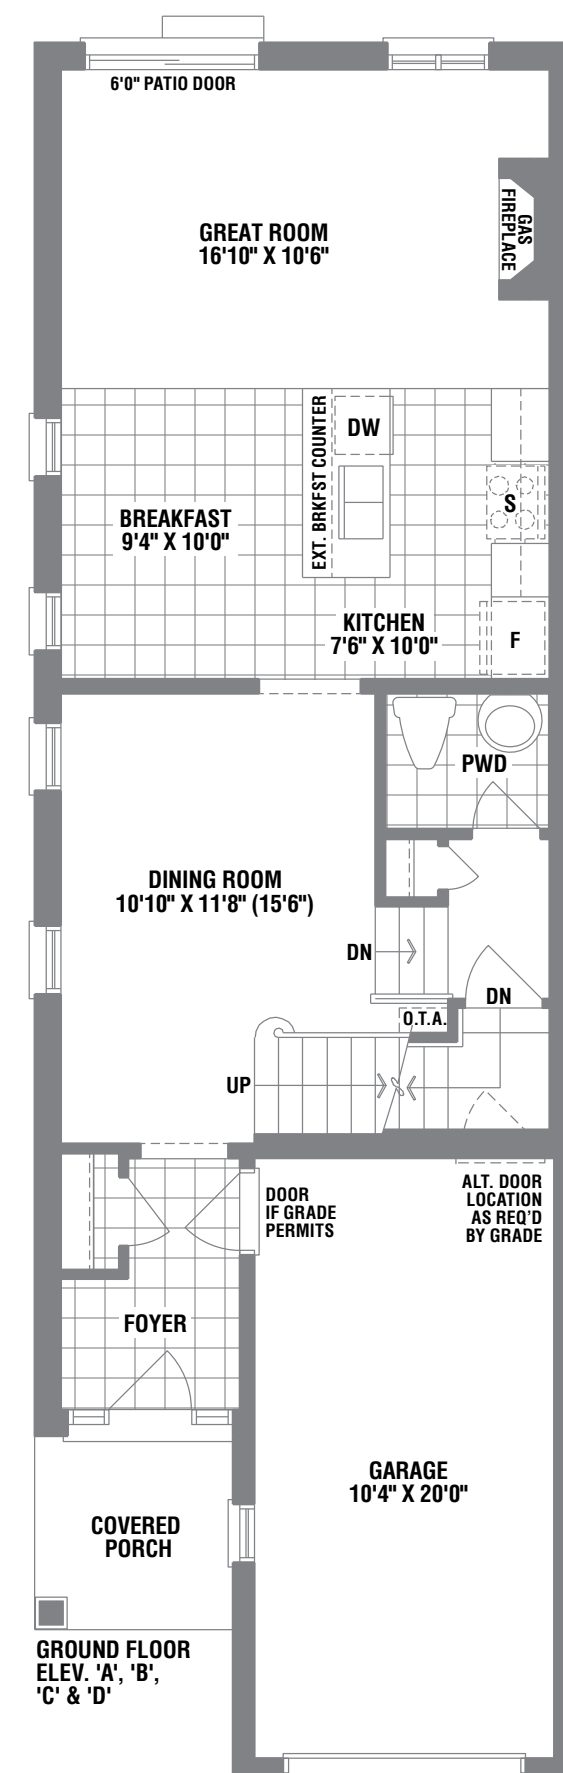 6'0" PATIO DOOR
GREAT ROOM
16'10" X 10'6"
GAS
FIREPLACE
EXT. BRKFST COUNTER
DW
S
BREAKFAST
9'4" X 10'0"
KITCHEN
7'6" X 10'0"
F
PWD
DINING ROOM
10'10" X 11'8" (15'6")
DN
DN
O.T.A.
UP
DOOR
IF GRADE
PERMITS
ALT. DOOR
LOCATION
AS REQ'D
BY GRADE
FOYER
GARAGE
10'4" X 20'0"
COVERED
PORCH
GROUND FLOOR
ELEV. 'A', 'B',
'C' & 'D'